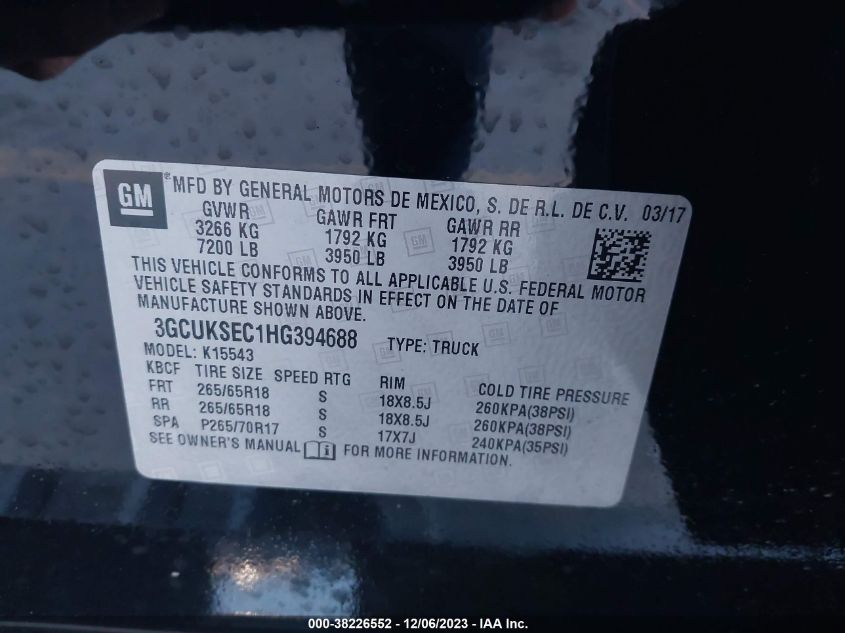 GM ® MFD BY GENERAL MOTORS DE MEXICO, S. DE R.L. DE C.V. 03/17
GVWR GAWR FRT GAWR RR
3266 KG 1792 KG 1792 KG
7200 LB 3950 LB 3950 LB
THIS VEHICLE CONFORMS TO ALL APPLICABLE U.S. FEDERAL MOTOR
VEHICLE SAFETY STANDARDS IN EFFECT ON THE DATE OF
MANUFACTURE SHOWN ABOVE.
3GCUKSEC1HG394688 TYPE: TRUCK
MODEL: K15543
KBCF TIRE SIZE SPEED RTG RIM COLD TIRE PRESSURE
FRT 265/65R18 S 18X8.5J 260KPA(38PSI)
RR 265/65R18 S 18X8.5J 260KPA(38PSI)
SPA P265/70R17 S 17X7J 240KPA(35PSI)
SEE OWNER'S MANUAL FOR MORE INFORMATION.
000-38226552 - 12/06/2023 - IAA Inc.